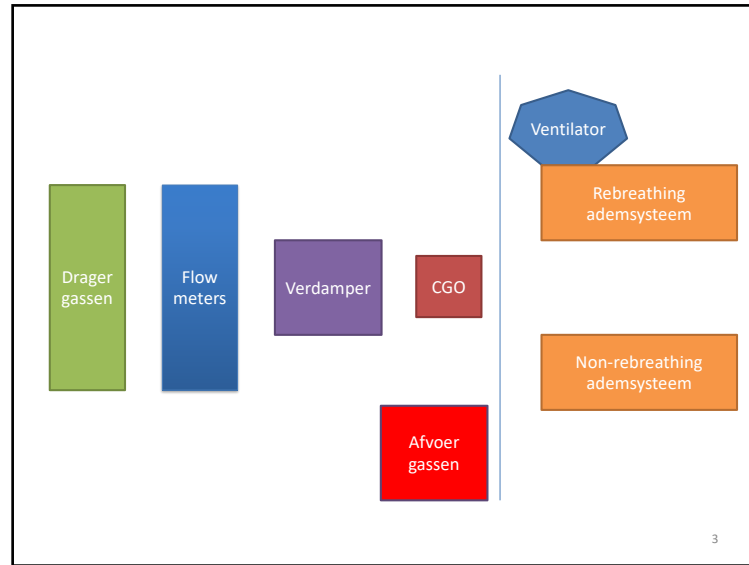 Ventilator
Rebreathing
ademsysteem
Drager
gassen
Flow
meters
Verdamper
CGO
Non-rebreathing
ademsysteem
Afvoer
gassen
3